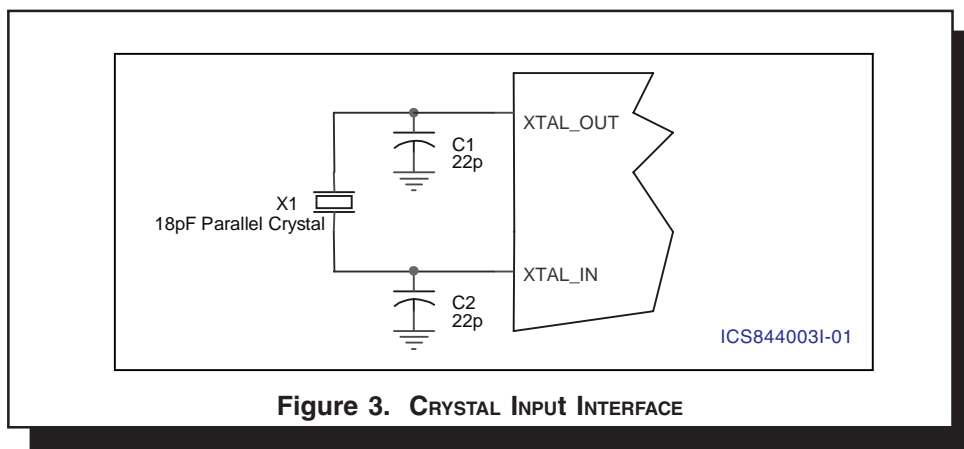 XTAL_OUT
C1
22p
X1
18pF Parallel Crystal
XTAL_IN
C2
22p
ICS844003I-01
Figure 3. CRYSTAL INPUt INTERFACE